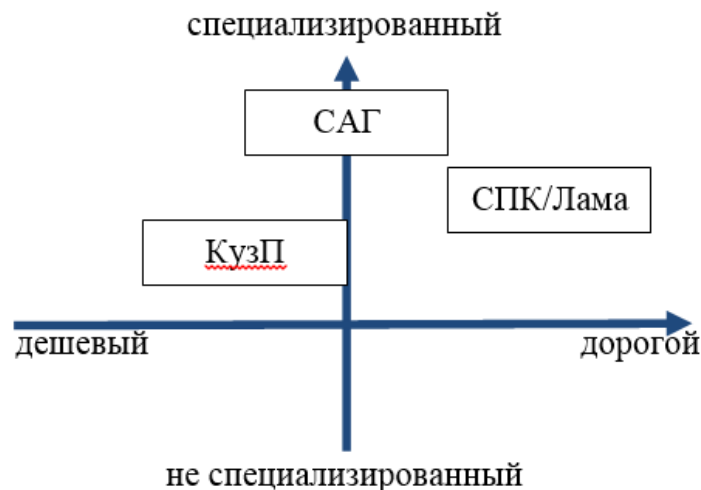 специализированный
САГ
СПК/Лама
КузП
дешевый
дорогой
не специализированный